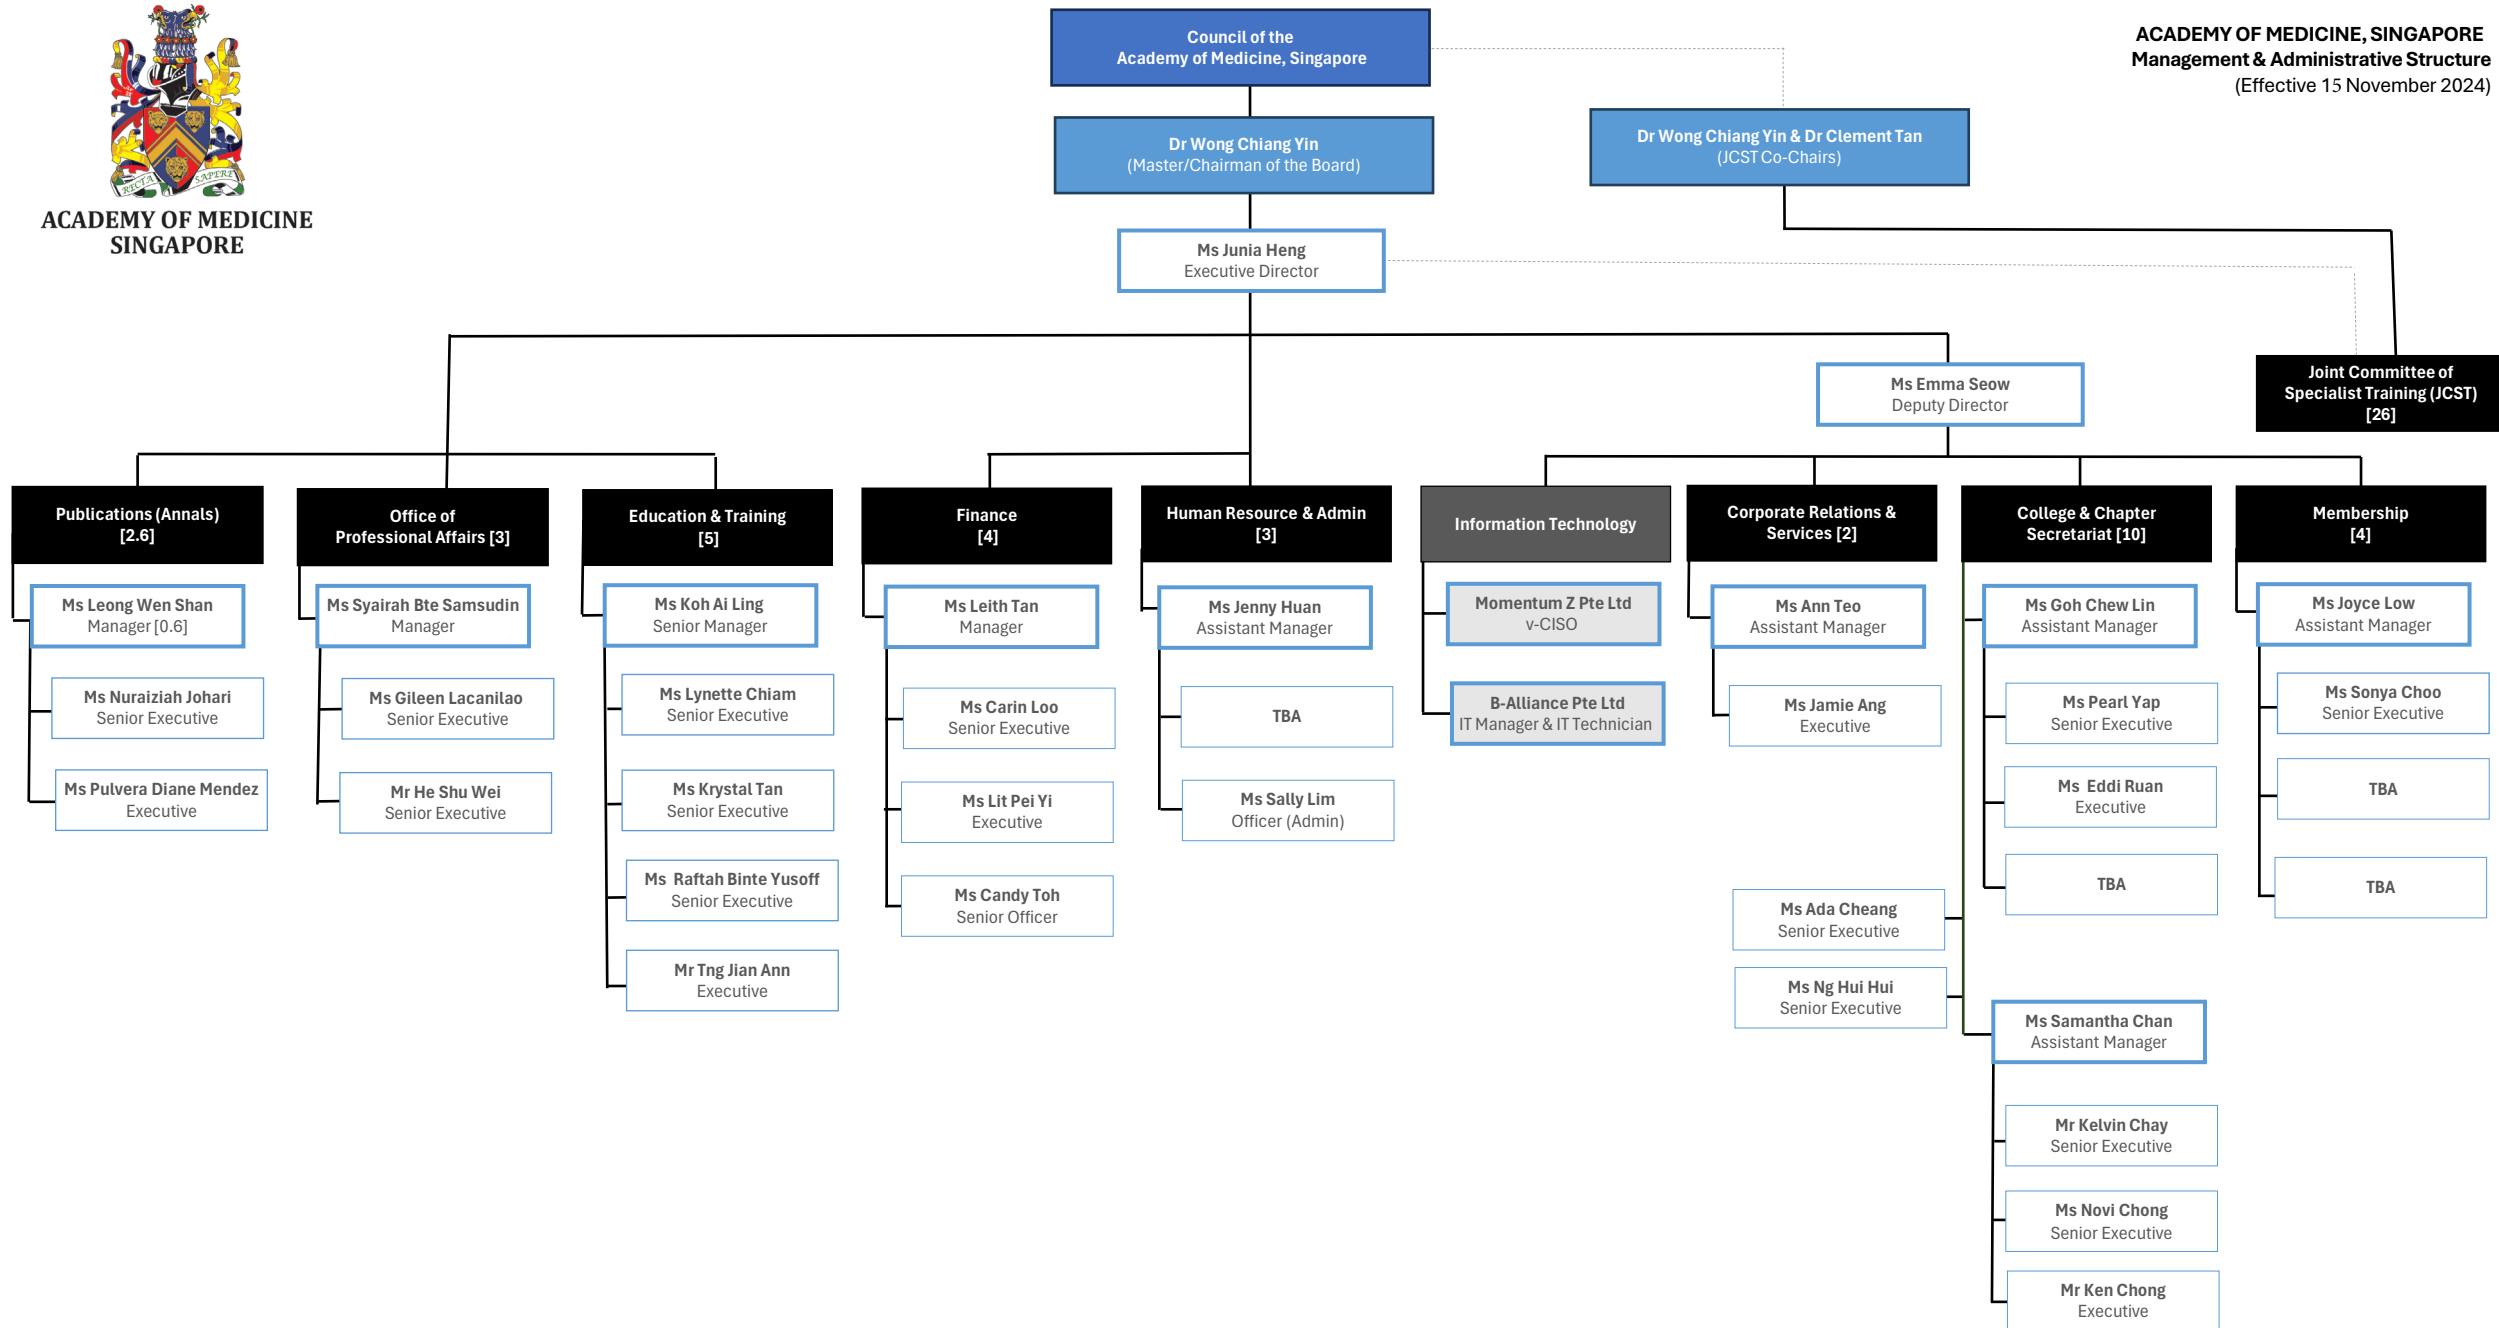 RECTA SAPERE
ACADEMY OF MEDICINE
SINGAPORE
Council of the
Academy of Medicine, Singapore
ACADEMY OF MEDICINE, SINGAPORE
Management & Administrative Structure
(Effective 15 November 2024)
Dr Wong Chiang Yin
(Master/Chairman of the Board)
Dr Wong Chiang Yin & Dr Clement Tan
(JCST Co-Chairs)
Ms Junia Heng
Executive Director
Ms Emma Seow
Deputy Director
Joint Committee of
Specialist Training (JCST)
[26]
Publications (Annals)
[2.6]
Ms Leong Wen Shan
Manager [0.6]
Ms Nuraiziah Johari
Senior Executive
Ms Pulvera Diane Mendez
Executive
Office of
Professional Affairs [3]
Ms Syairah Bte Samsudin
Manager
Ms Gileen Lacanilao
Senior Executive
Mr He Shu Wei
Senior Executive
Education & Training
[5]
Ms Koh Ai Ling
Senior Manager
Ms Lynette Chiam
Senior Executive
Ms Krystal Tan
Senior Executive
Ms Raftah Binte Yusoff
Senior Executive
Mr Tng Jian Ann
Executive
Finance
[4]
Ms Leith Tan
Manager
Ms Carin Loo
Senior Executive
Ms Lit Pei Yi
Executive
Ms Candy Toh
Senior Officer
Human Resource & Admin
[3]
Ms Jenny Huan
Assistant Manager
TBA
Ms Sally Lim
Officer (Admin)
Information Technology
Momentum Z Pte Ltd
v-CISO
B-Alliance Pte Ltd
IT Manager & IT Technician
Corporate Relations &
Services [2]
Ms Ann Teo
Assistant Manager
Ms Jamie Ang
Executive
College & Chapter
Secretariat [10]
Ms Goh Chew Lin
Assistant Manager
Ms Pearl Yap
Senior Executive
Ms Eddi Ruan
Executive
TBA
Ms Ada Cheang
Senior Executive
Ms Ng Hui Hui
Senior Executive
Ms Samantha Chan
Assistant Manager
Mr Kelvin Chay
Senior Executive
Ms Novi Chong
Senior Executive
Mr Ken Chong
Executive
Membership
[4]
Ms Joyce Low
Assistant Manager
Ms Sonya Choo
Senior Executive
TBA
TBA